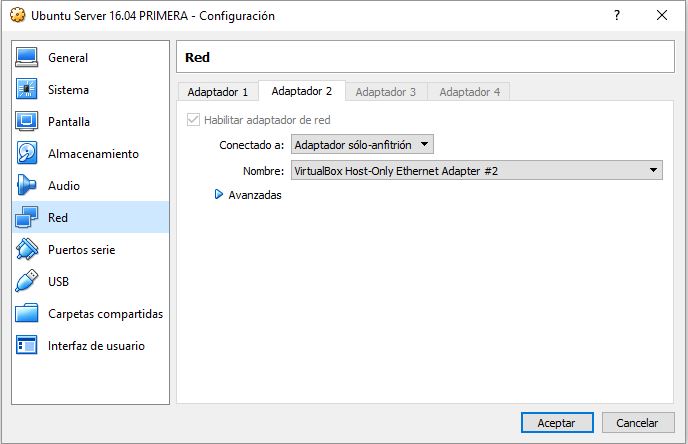 Ubuntu Server 16.04 PRIMERA - Configuración
?
General
Sistema
Pantalla
Almacenamiento
Audio
Red
Puertos serie
USB
Carpetas compartidas
Interfaz de usuario
Red
Adaptador 1 Adaptador 2 Adaptador 3 Adaptador 4
Habilitar adaptador de red
Conectado a: Adaptador sólo-anfitrión
Nombre: VirtualBox Host-Only Ethernet Adapter #2
Avanzadas
Aceptar Cancelar